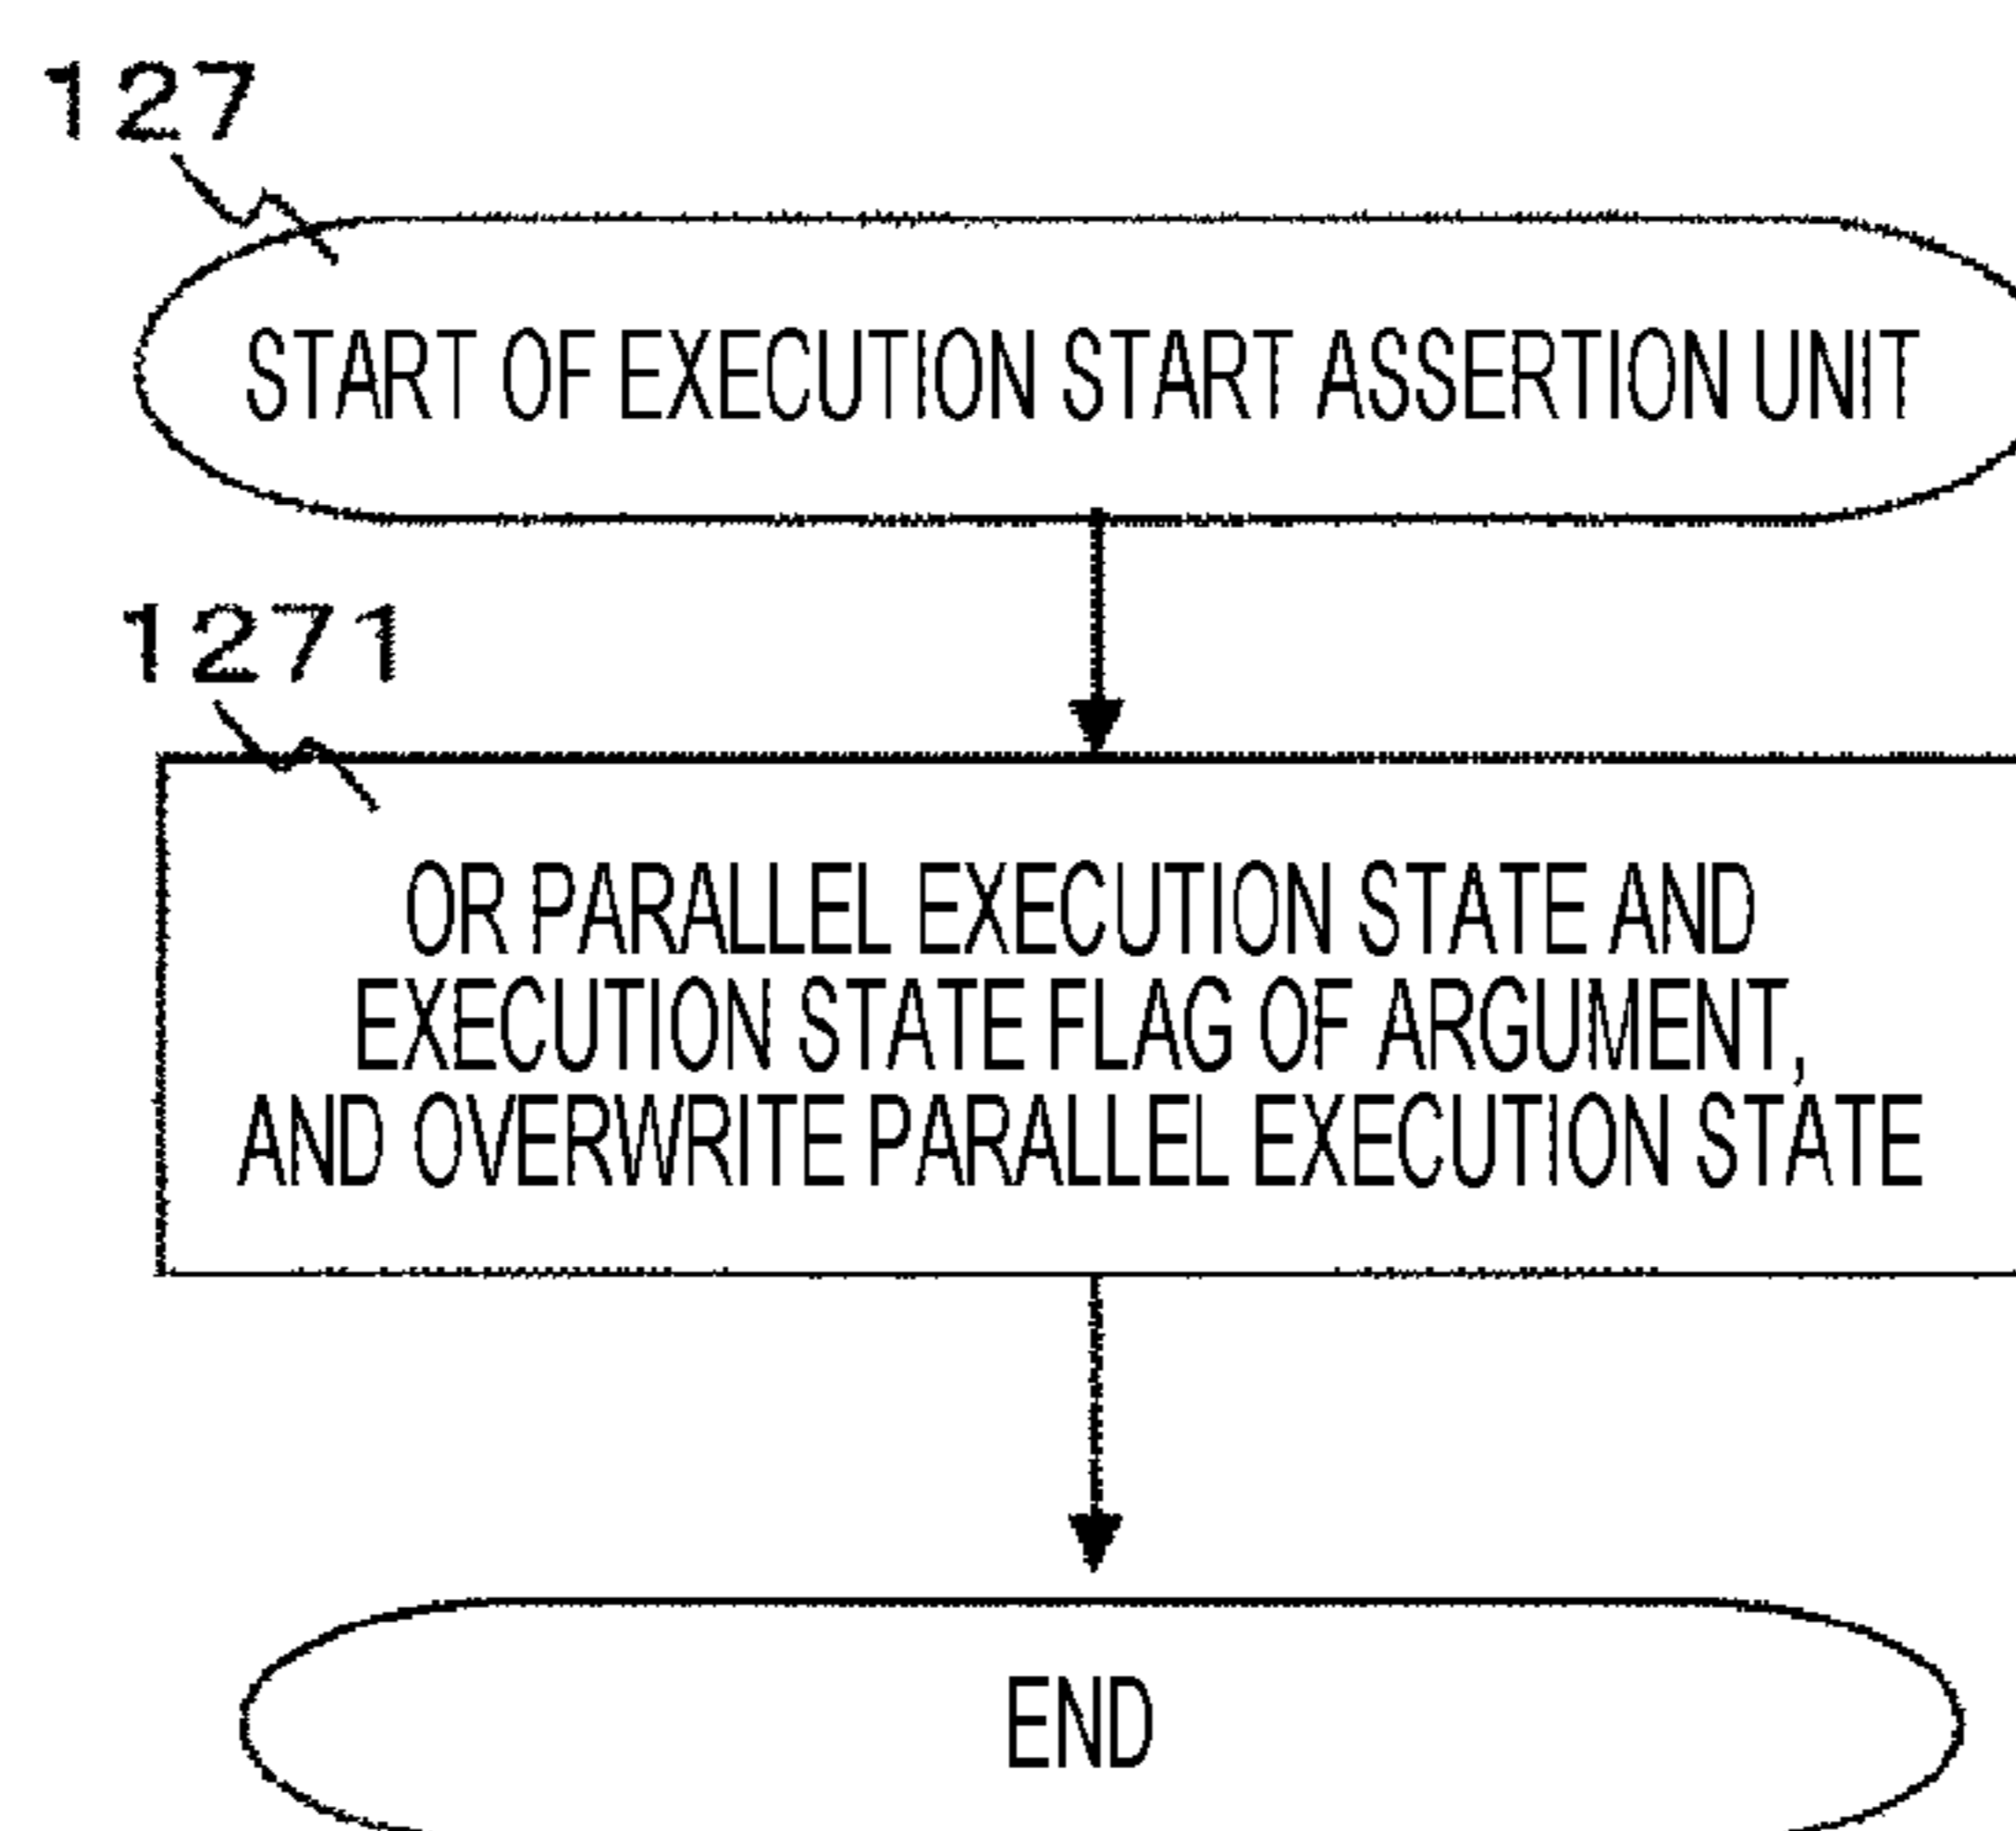 127
START OF EXECUTION START ASSERTION UNIT
1271
OR PARALLEL EXECUTION STATE AND
EXECUTION STATE FLAG OF ARGUMENT,
AND OVERWRITE PARALLEL EXECUTION STATE
END